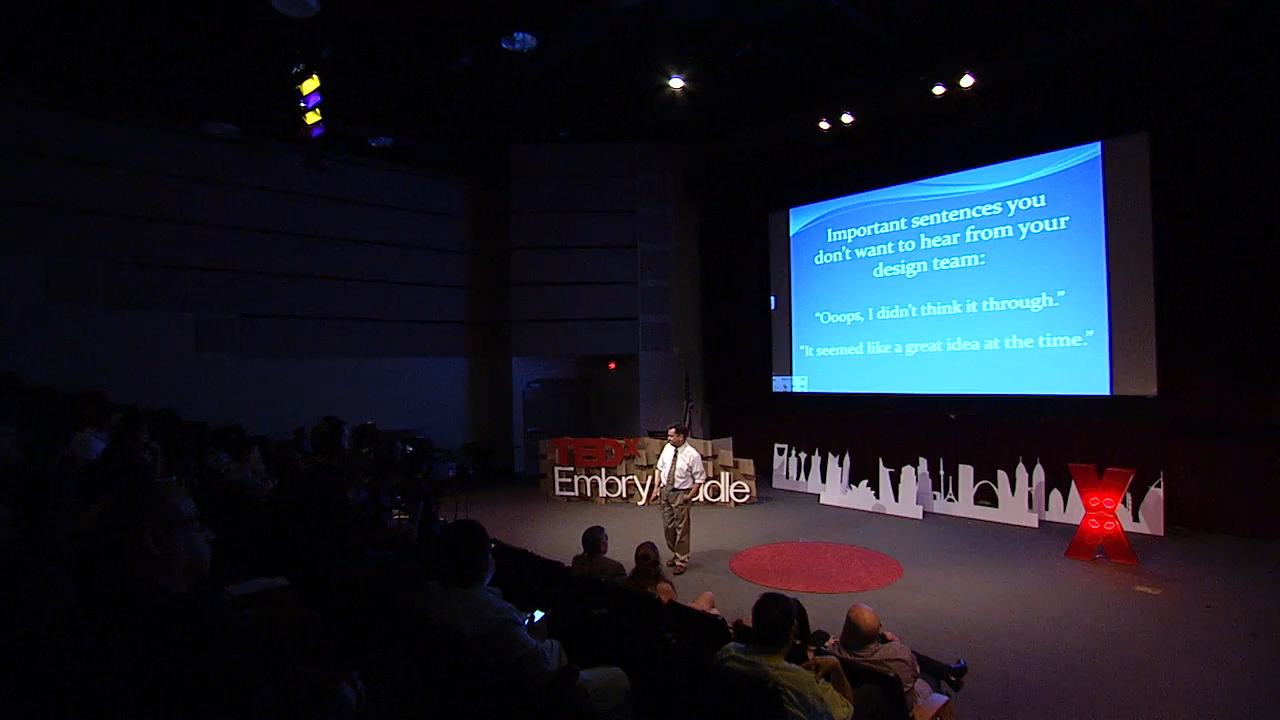 Important sentences you
don't want to hear from your
design team:
"Ooops, I didn't think it through."
"It seemed like a great idea at the time."
TEDx
Embry ddle
X